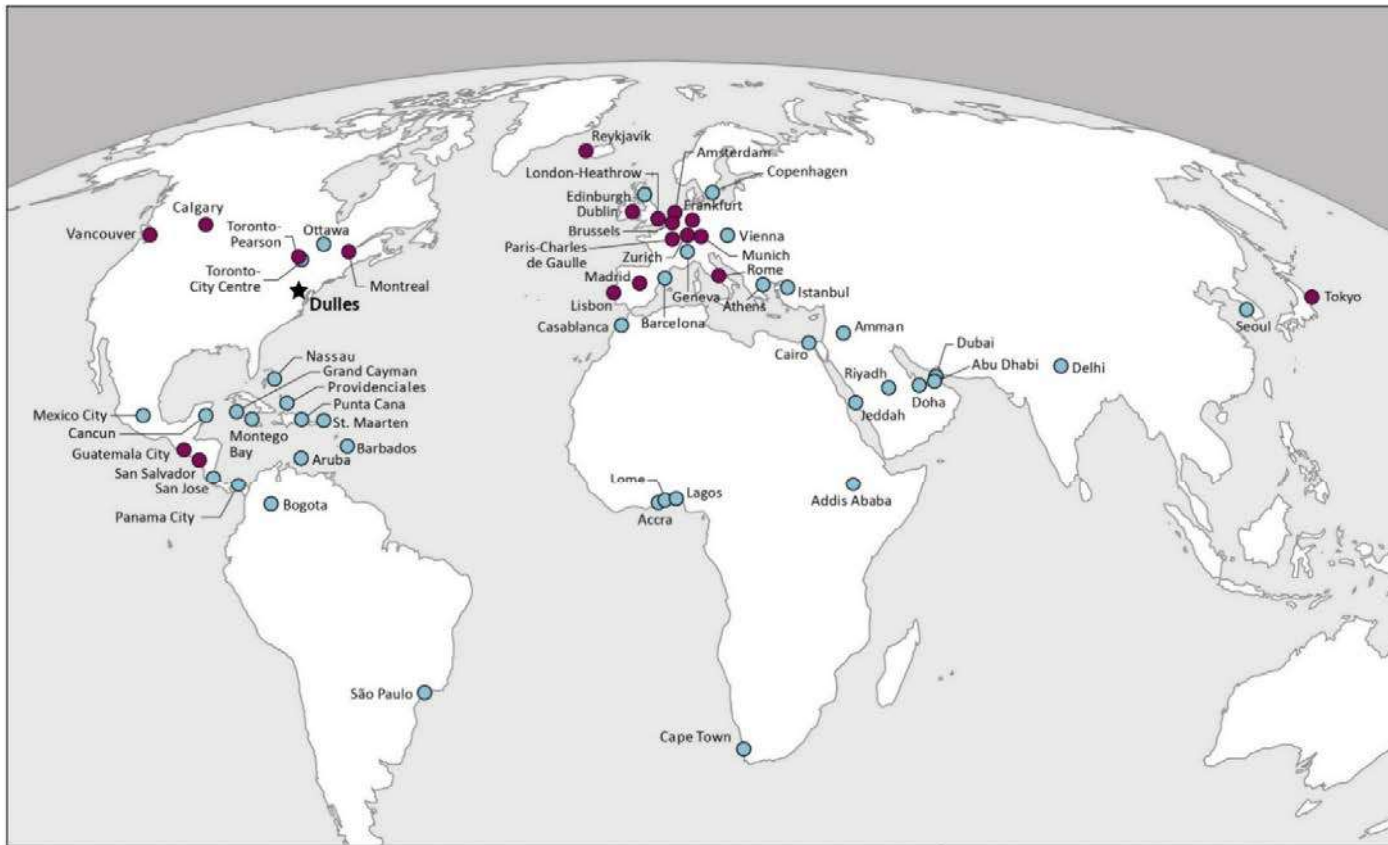 Reykjavik
Amsterdam
London-Heathrow
Copenhagen
Edinburgh
Dublin
Frankfurt
Calgary
Vancouver
Toronto-
Pearson
Ottawa
Brussels
Vienna
Paris-Charles
de Gaulle
Zurich
Munich
Toronto-
City Centre
Montreal
Madrid
Rome
Dulles
Lisbon
Geneva
Athens
Istanbul
Tokyo
Casablanca
Barcelona
Seoul
Amman
Cairo
Dubai
Nassau
Abu Dhabi
Delhi
Grand Cayman
Riyadh
Providenciales
Doha
Mexico City
Punta Cana
Jeddah
St. Maarten
Cancun
Montego
Bay
Guatemala City
Barbados
Aruba
San Salvador
San Jose
Lome
Lagos
Addis Ababa
Bogota
Panama City
Accra
São Paulo
Cape Town